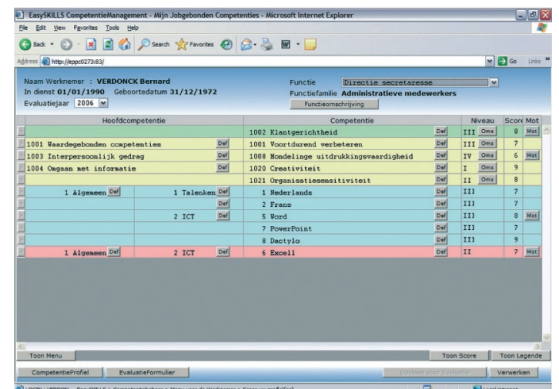 EasySKILLS CompetentieManagement - Mijn Jobgebonden Competenties - Microsoft Internet Explorer
File Edit View Favorites Tools Help
Back Search Favorites
Address http://eppc0273:83/ Go Links
Naam Werknemer : VERDONCK Bernard Functie Directie secretaresse
In dienst 01/01/1990 Geboortedatum 31/12/1972 Functiefamilie Administratieve medewerkers
Evaluatiejaar 2006 Functieomschrijving
Hoofdcompetentie Competentie Niveau Score Mot
1002 Klantgerichtheid Def III Oms 8 Mot
1001 Waardegebonden competenties Def 1001 Voortdurend verbeteren Def III Oms 7
1003 Interpersoonlijk gedrag Def 1008 Mondelinge uitdrukkingsvaardigheid Def IV Oms 6 Mot
1004 Omgaan met informatie Def 1020 Creativiteit Def I Oms 9
1021 Organisatiesensitiviteit Def II Oms 8
1 Algemeen Def 1 Talenken Def 1 Nederlands Def III 7
2 Frans Def III 7
2 ICT Def 5 Word Def III 8 Mot
7 PowerPoint Def III 7
8 Dactylo Def III 9
1 Algemeen Def 2 ICT Def 6 Excell Def II 7 Mot
Toon Menu Toon Score Toon Legende
CompetentieProfiel EvaluatieFormulier Verwerken